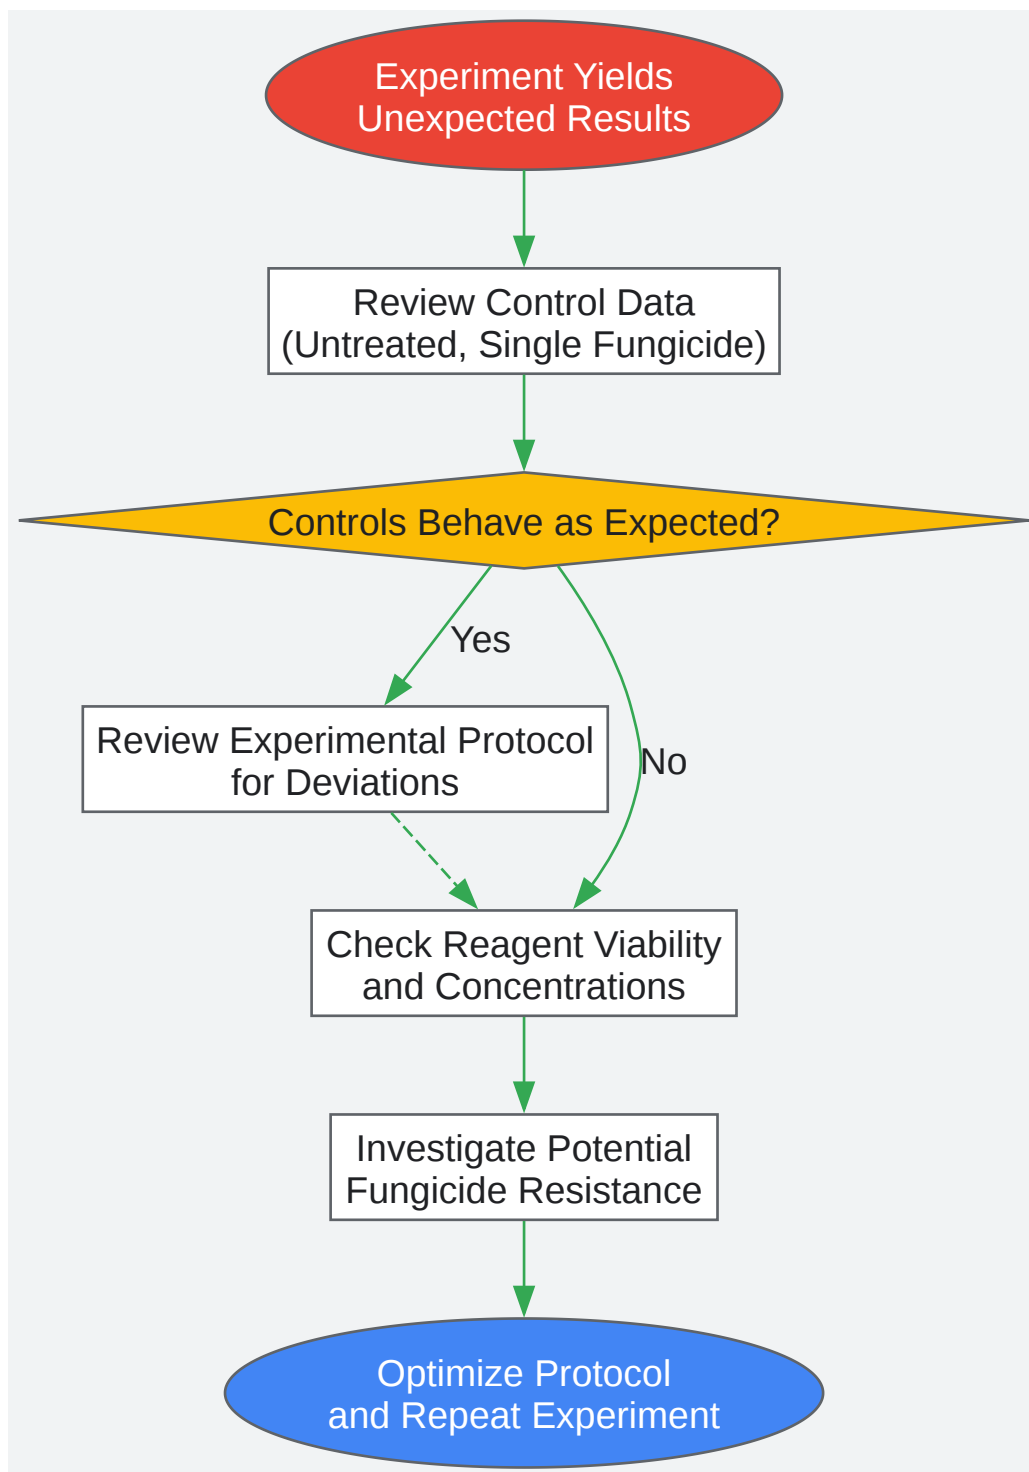 Experiment Yields
Unexpected Results
Review Control Data
(Untreated, Single Fungicide)
Controls Behave as Expected?
Yes
Review Experimental Protocol
for Deviations
No
Check Reagent Viability
and Concentrations
Investigate Potential
Fungicide Resistance
Optimize Protocol
and Repeat Experiment